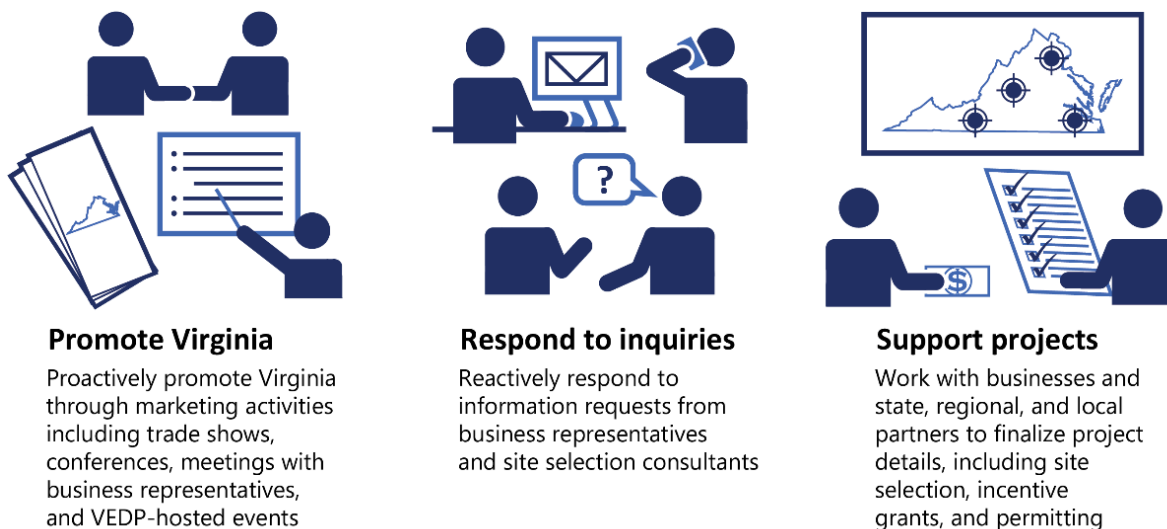 ?
$
Promote Virginia
Proactively promote Virginia
through marketing activities
including trade shows,
conferences, meetings with
business representatives,
and VEDP-hosted events
Respond to inquiries
Reactively respond to
information requests from
business representatives
and site selection consultants
Support projects
Work with businesses and
state, regional, and local
partners to finalize project
details, including site
selection, incentive
grants, and permitting